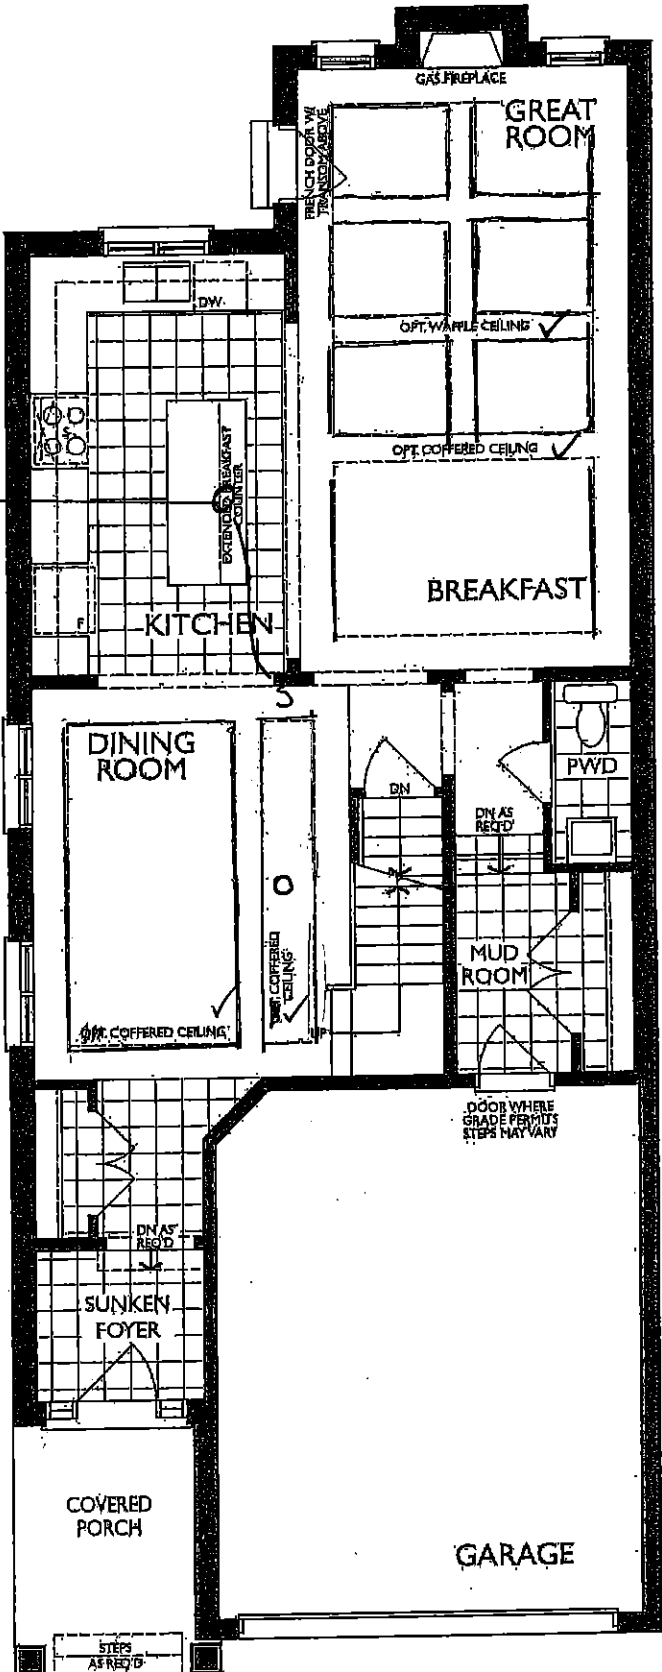 GAS FIREPLACE
GREAT
ROOM
FRENCH DOOR W/
TRANSOM ABOVE
DW
OPT. WAFFLE CEILING
OPT. COFFERED CEILING
EXTENDED BREAKFAST
COUNTER
BREAKFAST
F
KITCHEN
DINING
ROOM
DN
PWD
DN AS
REQ'D
MUD
ROOM
OPT. COFFERED
CEILING
OPT. COFFERED CEILING
UP
DOOR WHERE
GRADE PERMITS
STEPS MAY VARY
DN AS
REQ'D
SUNKEN
FOYER
COVERED
PORCH
GARAGE
STEPS
AS REQ'D